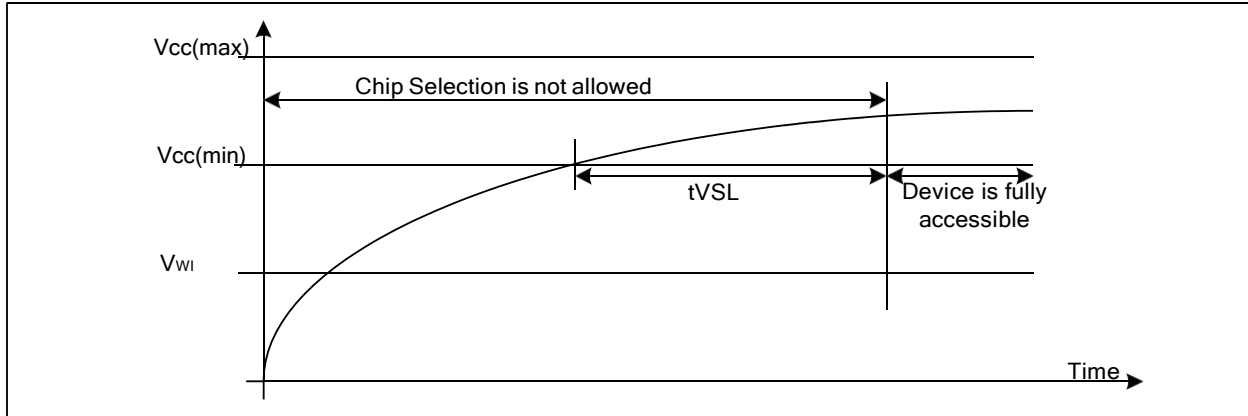 Vcc(max)
Chip Selection is not allowed
Vcc(min)
tVSL
Device is fully
accessible
VWI
Time